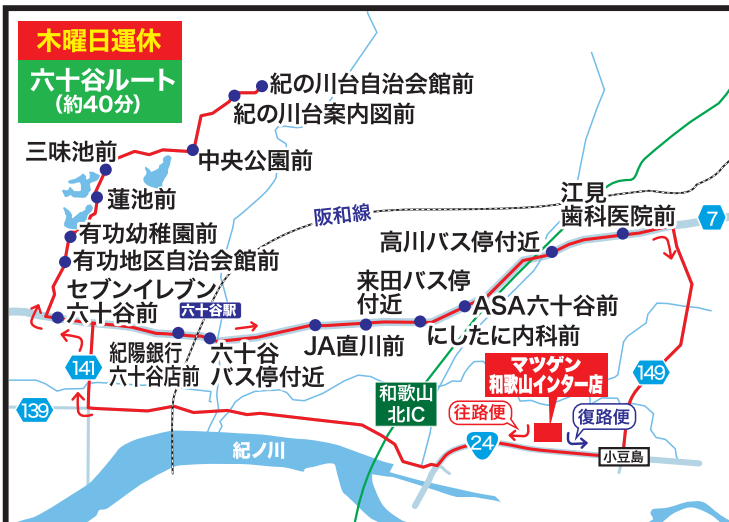 木曜日運休
六十谷ルート
(約40分)
紀の川台自治会館前
紀の川台案内図前
三味池前
中央公園前
蓮池前
有功幼稚園前
有功地区自治会館前
セブンイレブン
六十谷前
阪和線
六十谷駅
江見
歯科医院前
7
高川バス停付近
来田バス停
付近
ASA六十谷前
にしたに内科前
JA直川前
紀陽銀行
六十谷店前
六十谷
バス停付近
141
139
149
マツゲン
和歌山インター店
和歌山
北IC
往路便
復路便
24
小豆島
紀ノ川